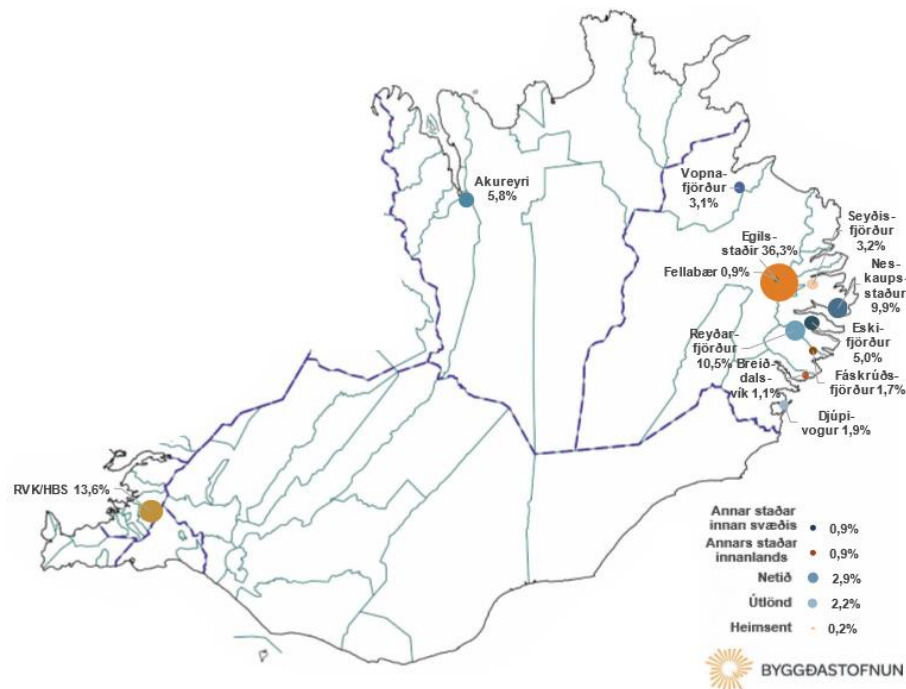 Akureyri
5,8%
Vopna-
fjörður
3,1%
Seyðis-
fjörður
3,2%
Egils-
staðir 36,3%
Fellabær 0,9%
Nes-
kaups-
staður
9,9%
Reyðar-
fjörður
10,5%
Eski-
fjörður
5,0%
Breið-
dals-
vík 1,1%
Fáskrúðs-
fjörður 1,7%
Djúpi-
vogur 1,9%
RVK/HBS 13,6%
Annar staðar
innan svæðis 0,9%
Annars staðar
innanlands 0,9%
Netið 2,9%
Útlönd 2,2%
Heimsent 0,2%
BYGGÐASTOFNUN